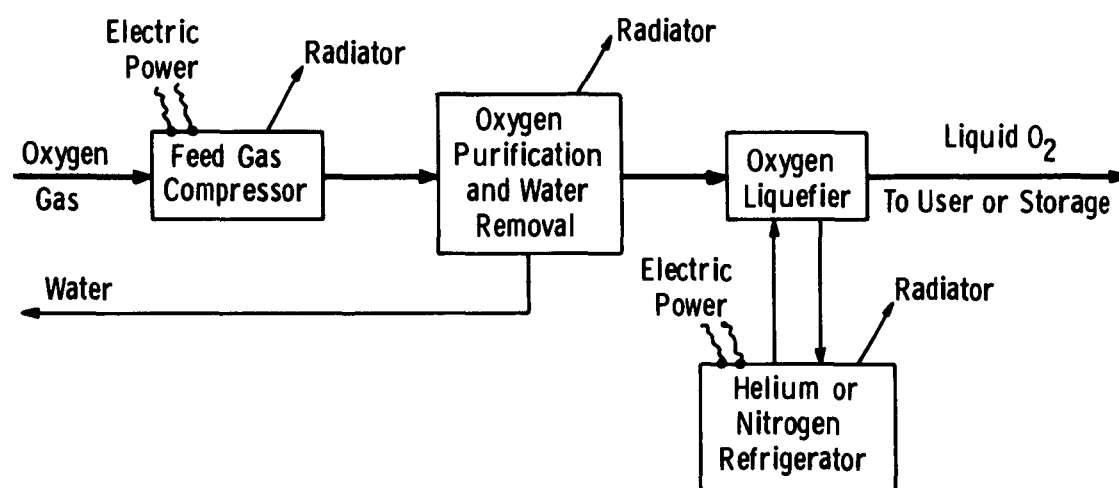 Electric
Power
Radiator
Radiator
Oxygen
Gas
Feed Gas
Compressor
Oxygen
Purification
and Water
Removal
Oxygen
Liquefier
Liquid O2
To User or Storage
Water
Electric
Power
Radiator
Helium or
Nitrogen
Refrigerator